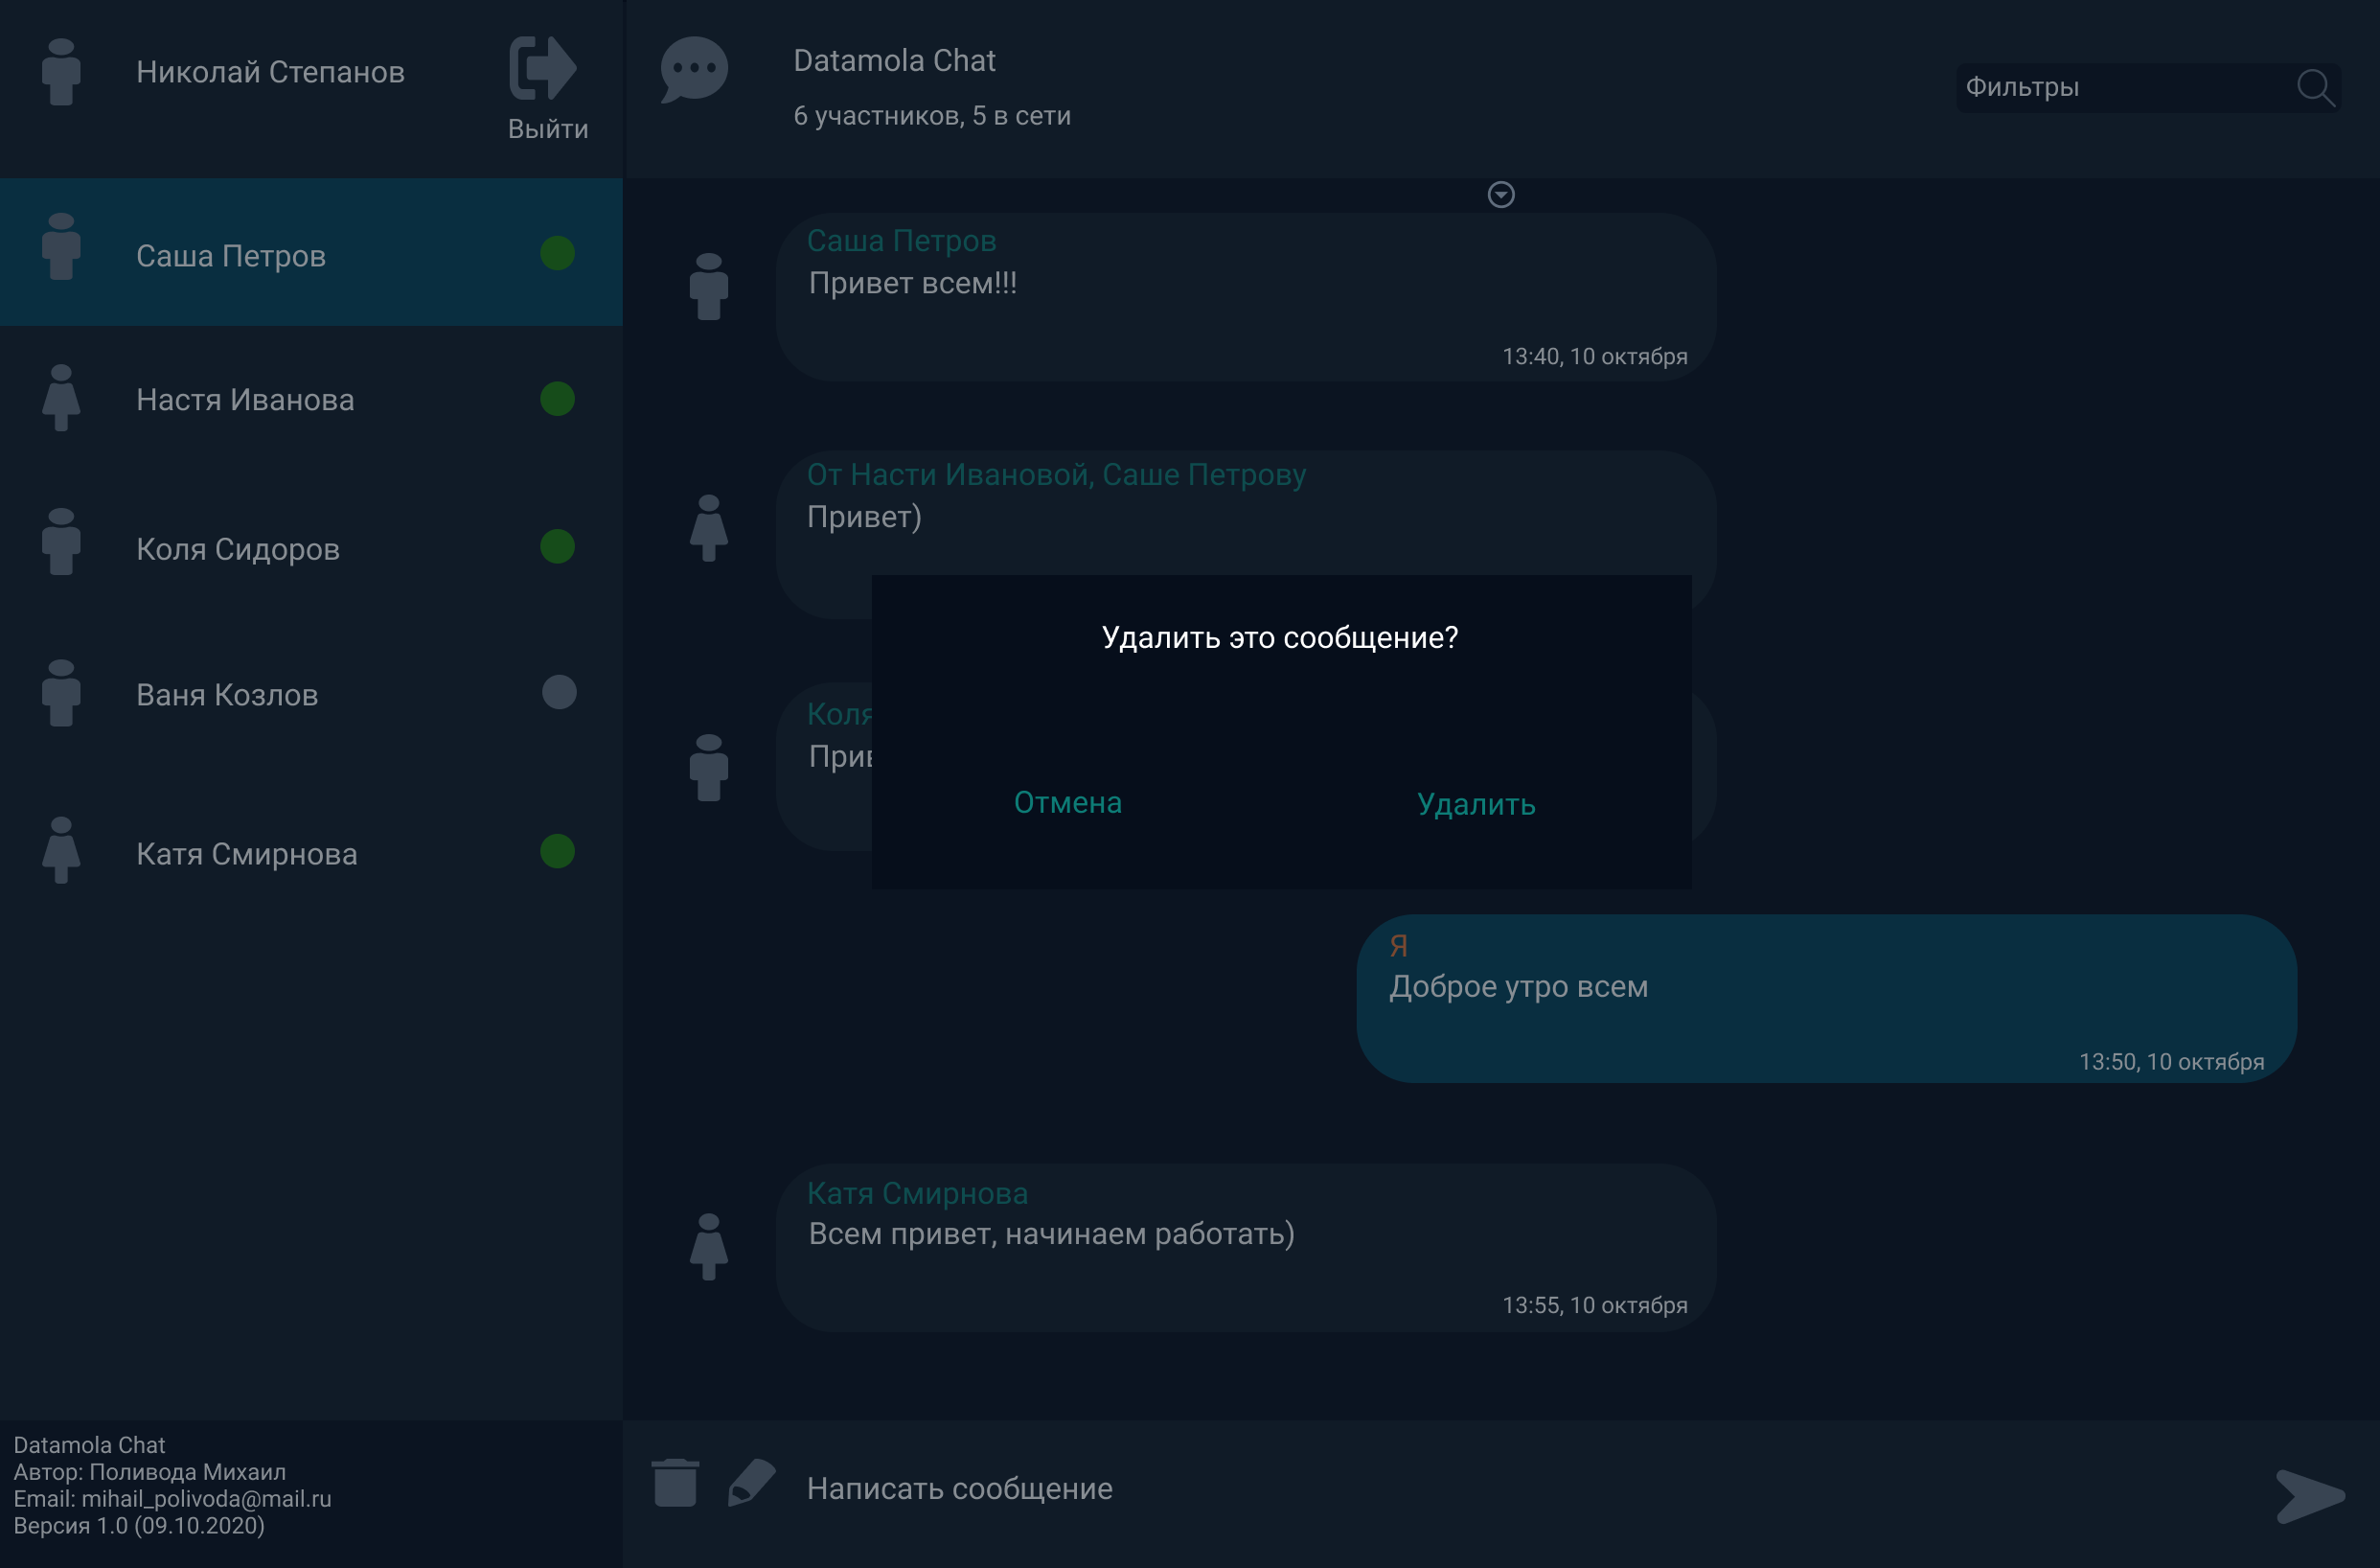 Николай Степанов
Выйти
Саша Петров
Настя Иванова
Коля Сидоров
Ваня Козлов
Катя Смирнова
Datamola Chat
Автор: Поливода Михаил
Email: mihail_polivoda@mail.ru
Версия 1.0 (09.10.2020)
Datamola Chat
6 участников, 5 в сети
Фильтры
Саша Петров
Привет всем!!!
13:40, 10 октября
От Насти Ивановой, Саше Петрову
Привет)
Удалить это сообщение?
Отмена
Удалить
Коля
Я
Доброе утро всем
13:50, 10 октября
Катя Смирнова
Всем привет, начинаем работать)
13:55, 10 октября
Написать сообщение